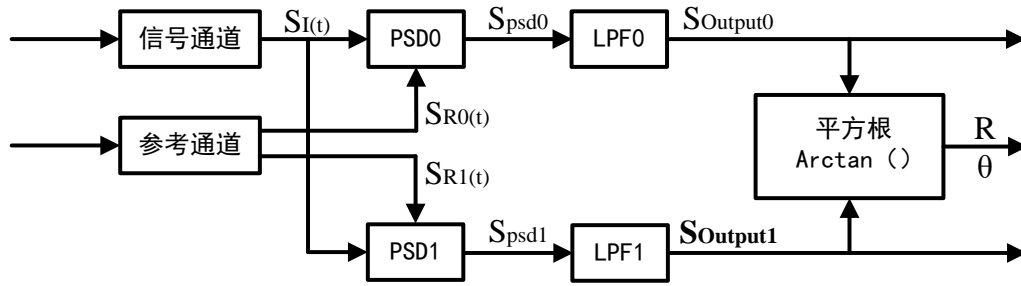 信号通道
SI(t)
PSD0
Spsd0
LPF0
SOutput0
SR0(t)
参考通道
平方根
Arctan ()
R
θ
SR1(t)
PSD1
Spsd1
LPF1
SOutput1